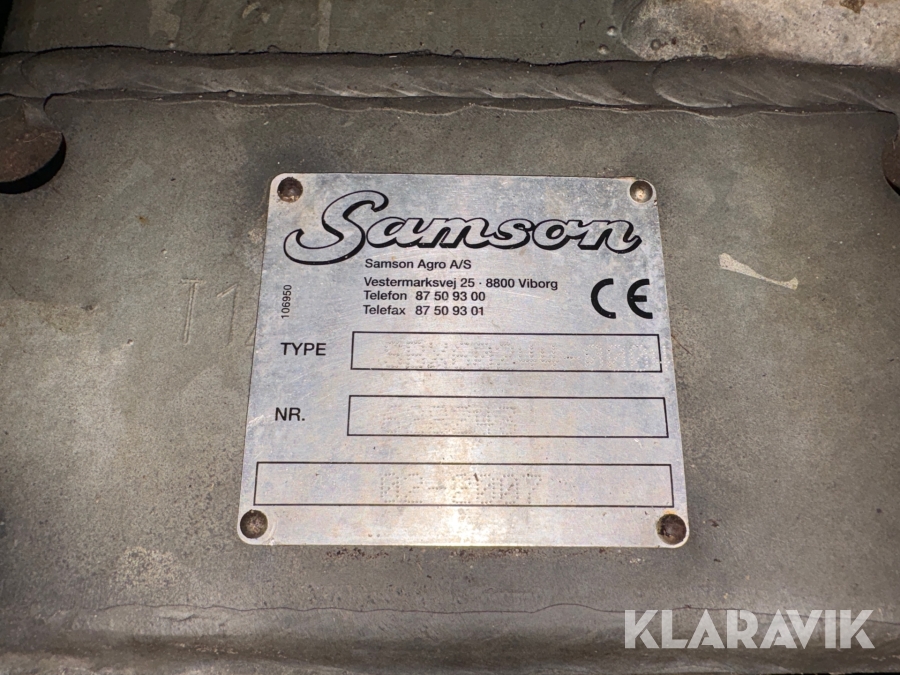 Samson
Samson Agro A/S
Vestermarksvej 25 · 8800 Viborg
Telefon 87 50 93 00
Telefax 87 50 93 01
CE
106950
TYPE
NR.
KLARAVIK